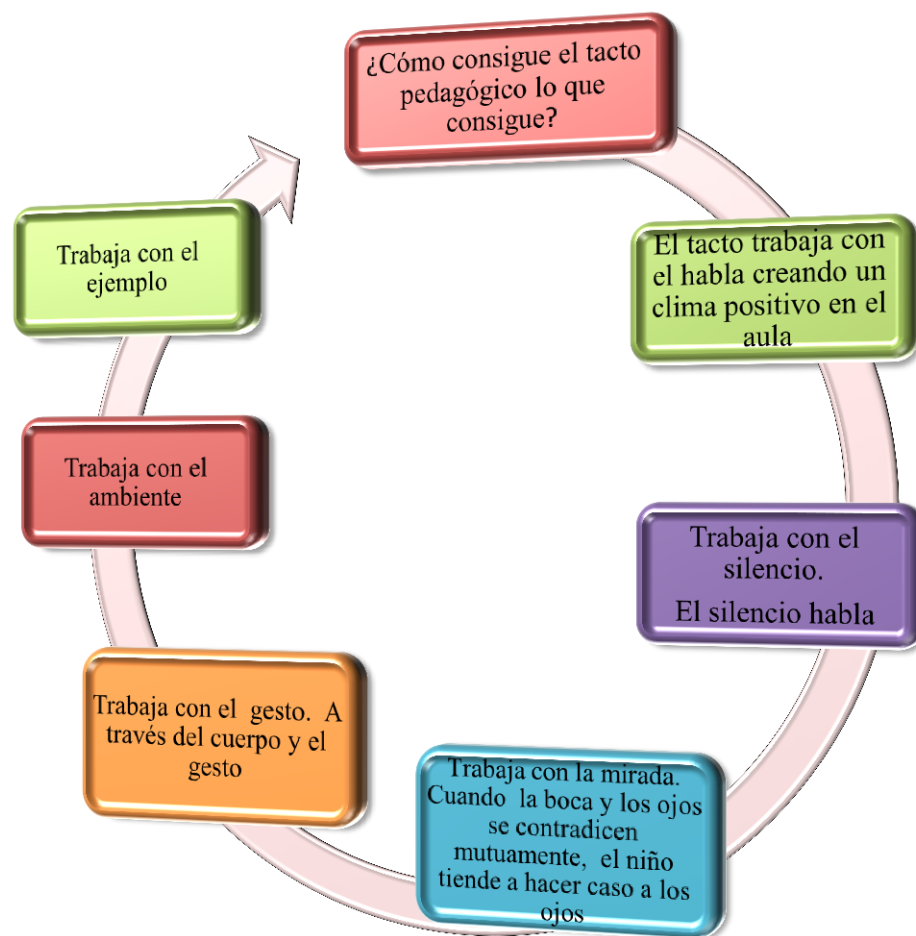 ¿Cómo consigue el tacto
pedagógico lo que
consigue?
El tacto trabaja con
el habla creando un
clima positivo en el
aula
Trabaja con el
silencio.
El silencio habla
Trabaja con la mirada.
Cuando la boca y los ojos
se contradicen
mutuamente, el niño
tiende a hacer caso a los
ojos
Trabaja con el gesto. A
través del cuerpo y el
gesto
Trabaja con el
ambiente
Trabaja con el
ejemplo